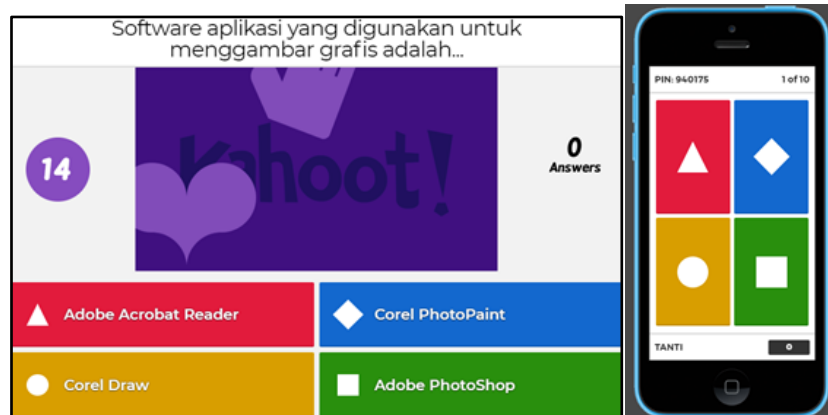 Software aplikasi yang digunakan untuk
menggambar grafis adalah...
14
Kahoot!
0
Answers
Adobe Acrobat Reader
Corel PhotoPaint
Corel Draw
Adobe PhotoShop
PIN: 940175 1 of 10
TANTI 0